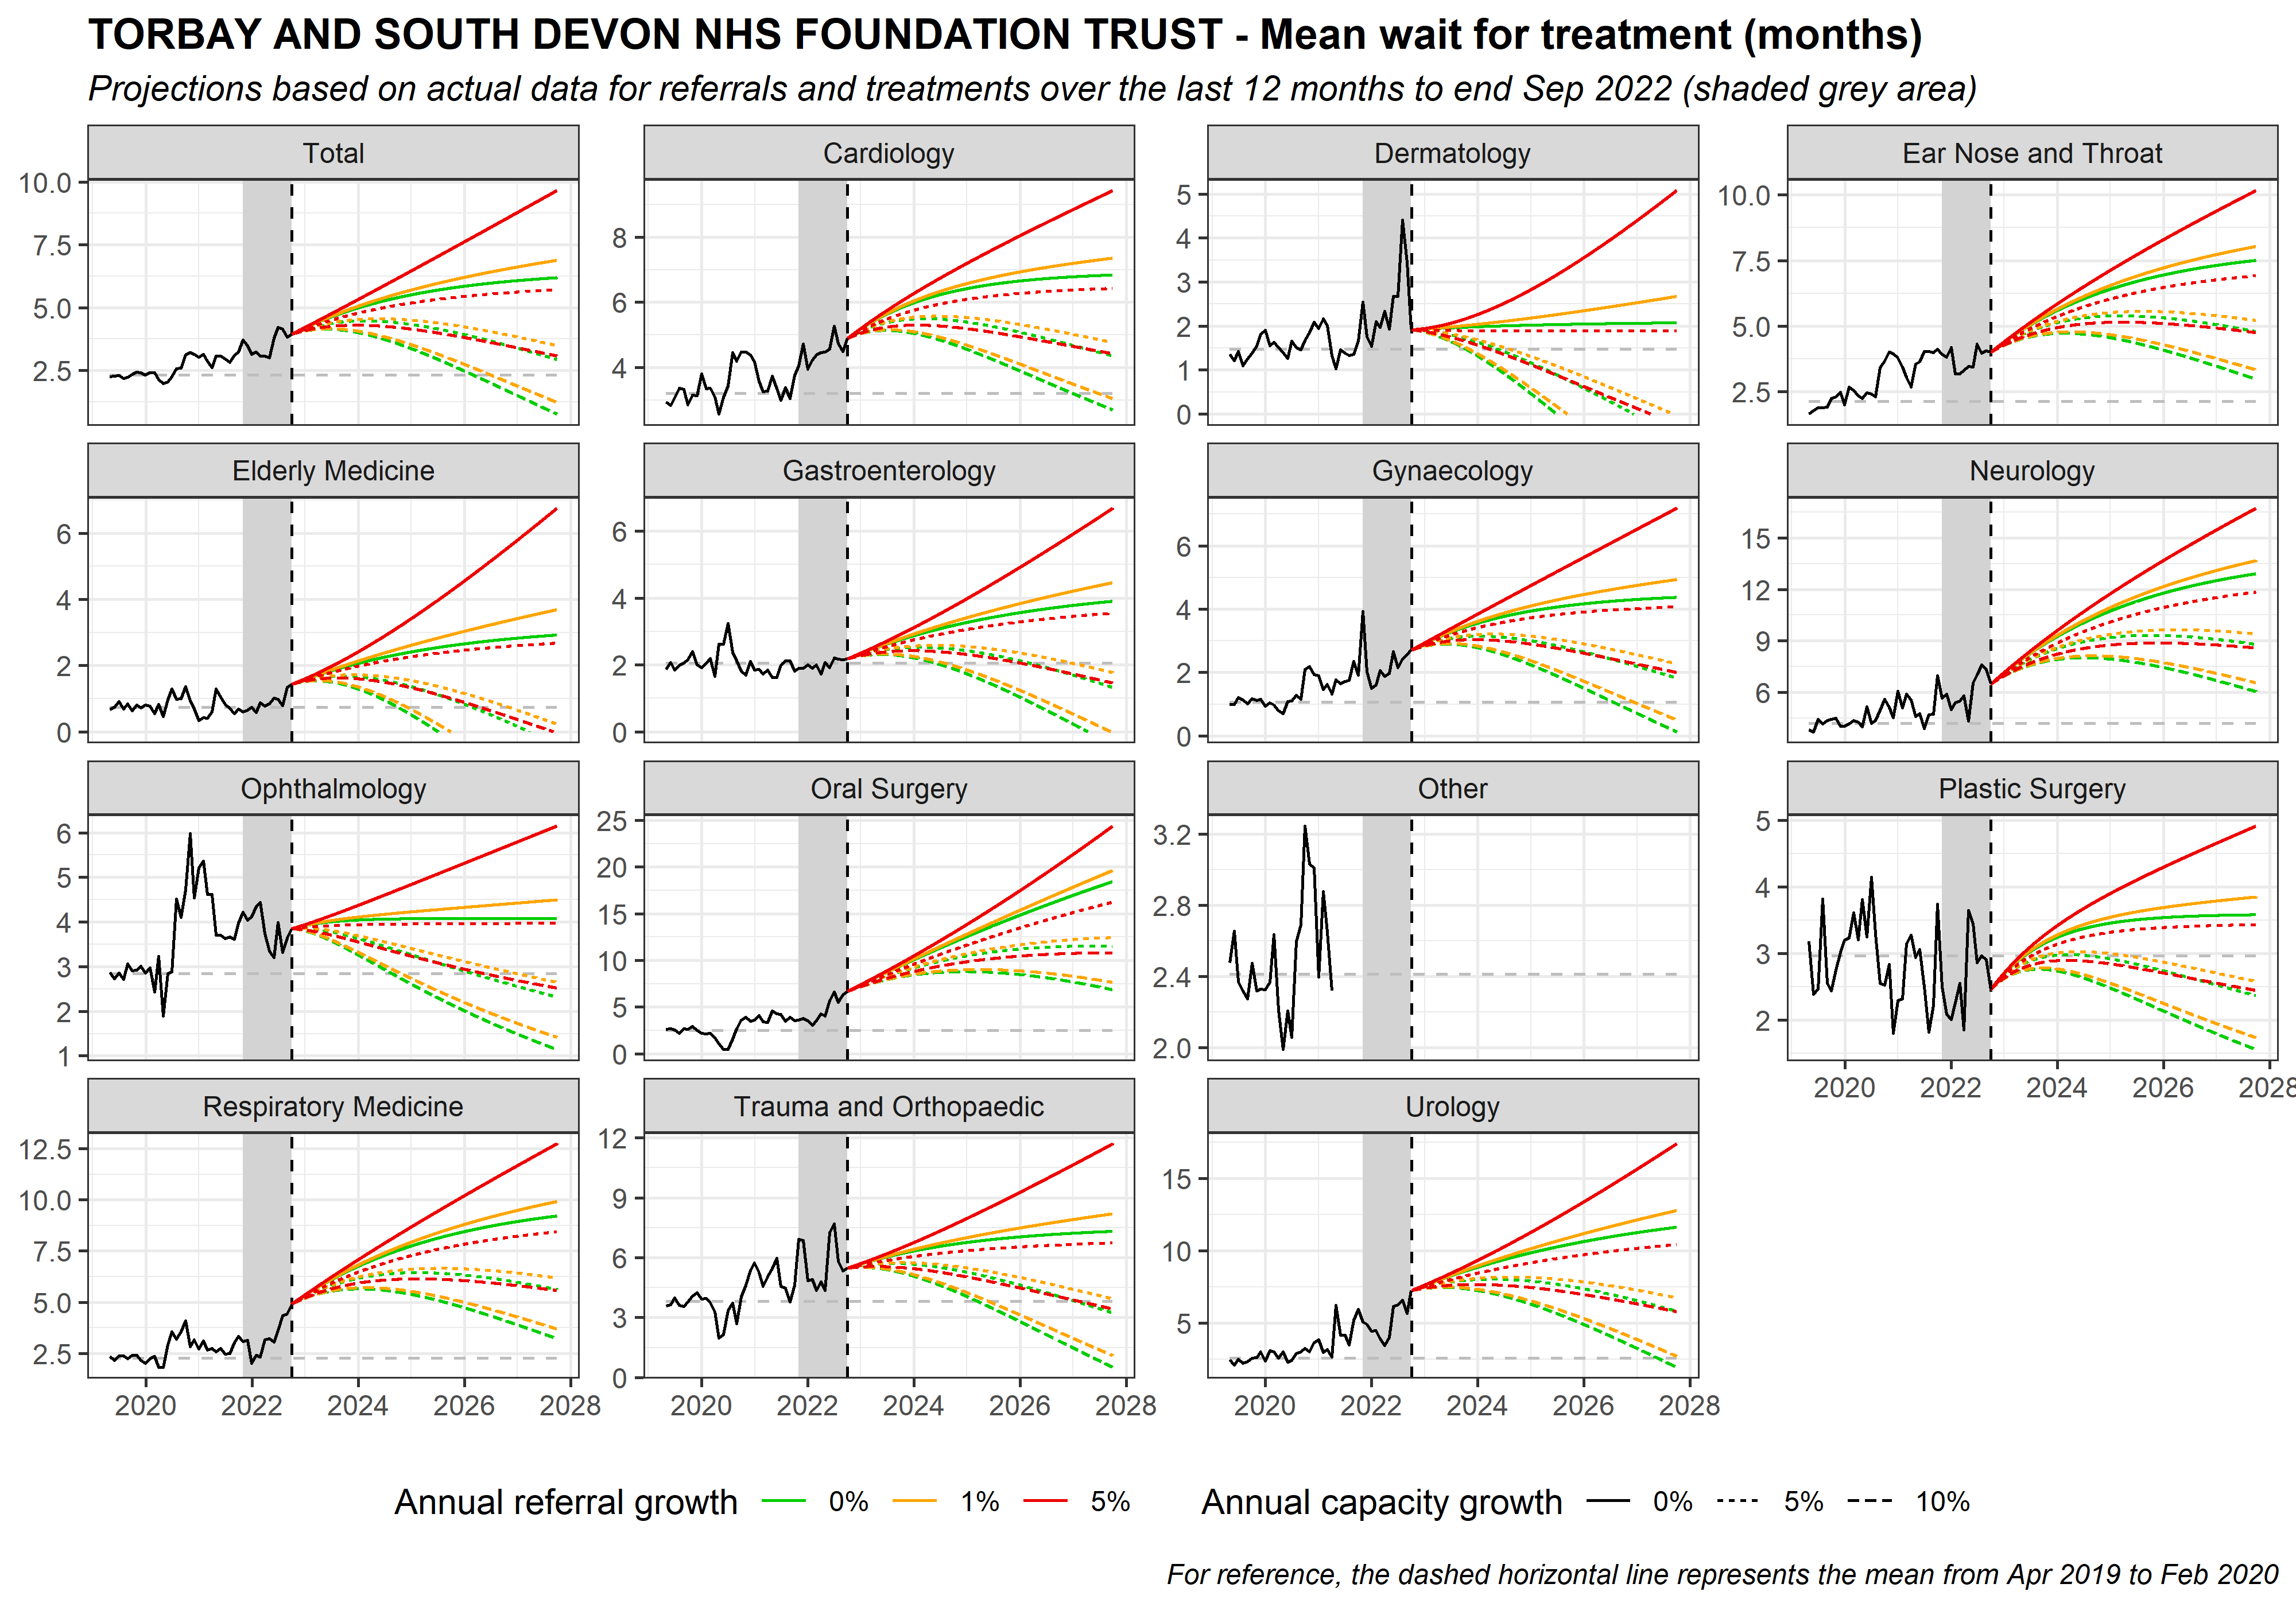 TORBAY AND SOUTH DEVON NHS FOUNDATION TRUST - Mean wait for treatment (months)
Projections based on actual data for referrals and treatments over the last 12 months to end Sep 2022 (shaded grey area)
Total
Cardiology
Dermatology
Ear Nose and Throat
10.0
7.5
5.0
2.5
8
6
4
5
4
3
2
1
0
10.0
7.5
5.0
2.5
Elderly Medicine
Gastroenterology
Gynaecology
Neurology
6
4
2
0
6
4
2
0
6
4
2
0
15
12
9
6
Ophthalmology
Oral Surgery
Other
Plastic Surgery
6
5
4
3
2
1
25
20
15
10
5
0
3.2
2.8
2.4
2.0
5
4
3
2
2020 2022 2024 2026 2028
Respiratory Medicine
Trauma and Orthopaedic
Urology
12.5
10.0
7.5
5.0
2.5
12
9
6
3
0
15
10
5
2020 2022 2024 2026 2028
2020 2022 2024 2026 2028
2020 2022 2024 2026 2028
Annual referral growth 0% 1% 5%
Annual capacity growth 0% 5% 10%
For reference, the dashed horizontal line represents the mean from Apr 2019 to Feb 2020